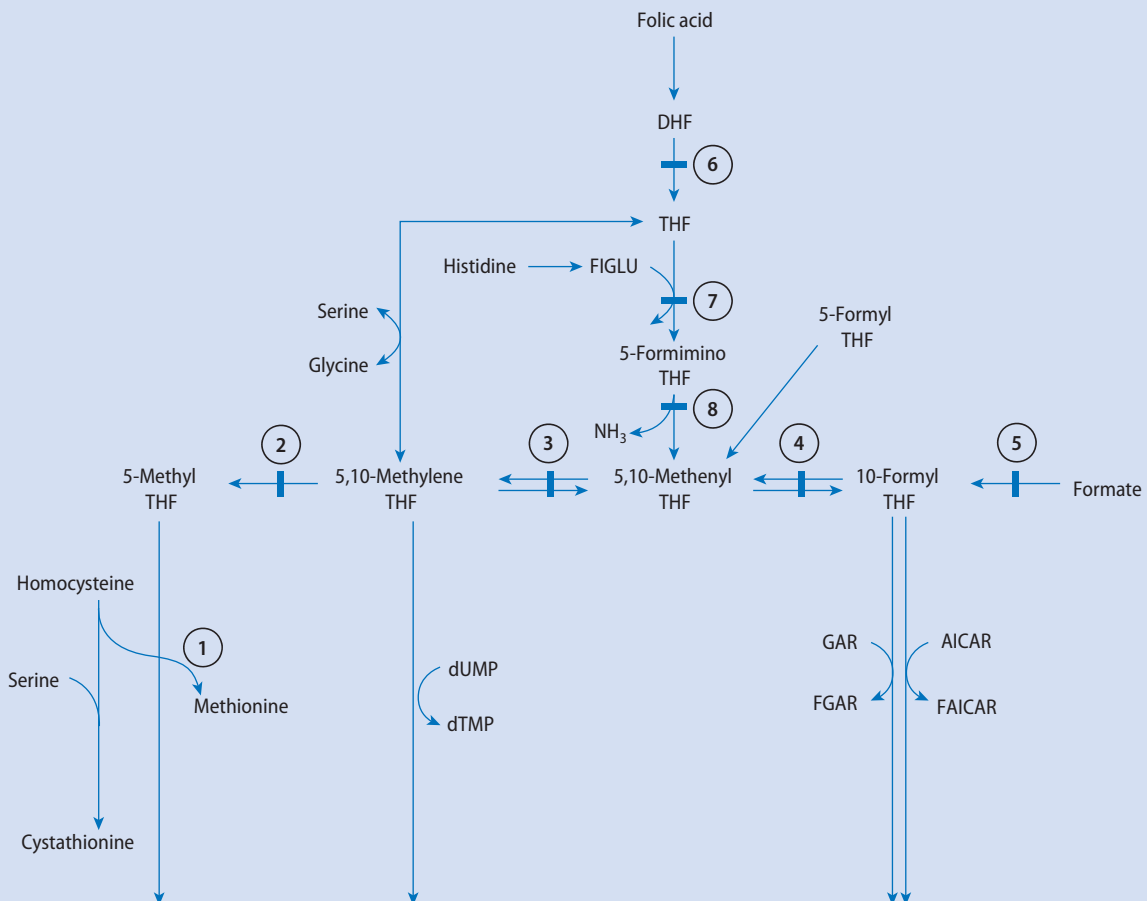 Folic acid
DHF
6
THF
Histidine
FIGLU
7
Serine
Glycine
5-Formyl
THF
5-Formimino
THF
8
NH3
2
3
4
5
5-Methyl
THF
5,10-Methylene
THF
5,10-Methenyl
THF
10-Formyl
THF
Formate
Homocysteine
1
Serine
Methionine
dUMP
dTMP
GAR
AICAR
FGAR
FAICAR
Cystathionine